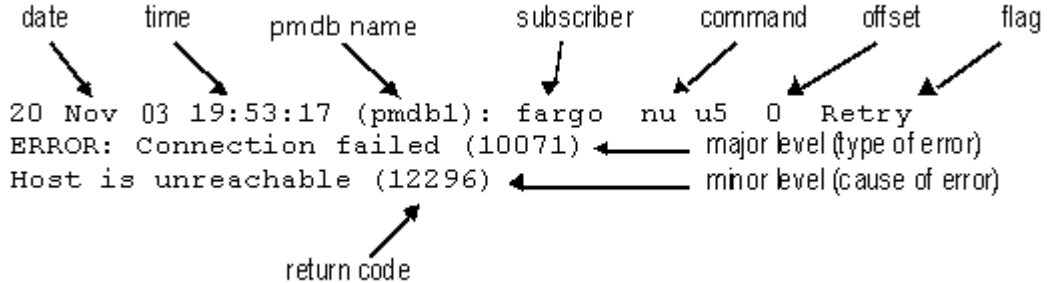 date time pmdb name subscriber command offset flag
20 Nov 03 19:53:17 (pmdb1): fargo nu u5 0 Retry
ERROR: Connection failed (10071) major level (type of error)
Host is unreachable (12296) minor level (cause of error)
return code